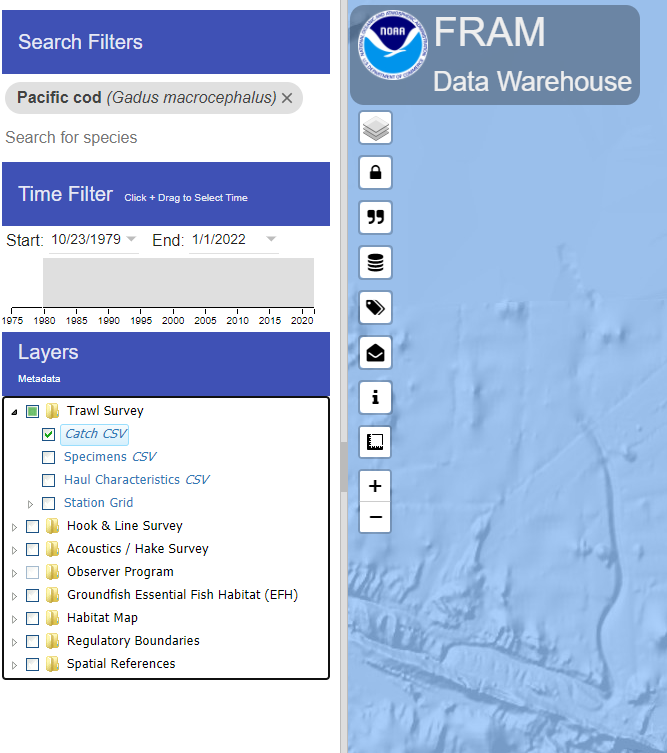 Search Filters
Pacific cod (Gadus macrocephalus) ×
Search for species
Time Filter Click + Drag to Select Time
Start: 10/23/1979 End: 1/1/2022
1975 1980 1985 1990 1995 2000 2005 2010 2015 2020
Layers
Metadata
Trawl Survey
Catch CSV
Specimens CSV
Haul Characteristics CSV
Station Grid
Hook & Line Survey
Acoustics / Hake Survey
Observer Program
Groundfish Essential Fish Habitat (EFH)
Habitat Map
Regulatory Boundaries
Spatial References
NOAA
FRAM
Data Warehouse
+
−